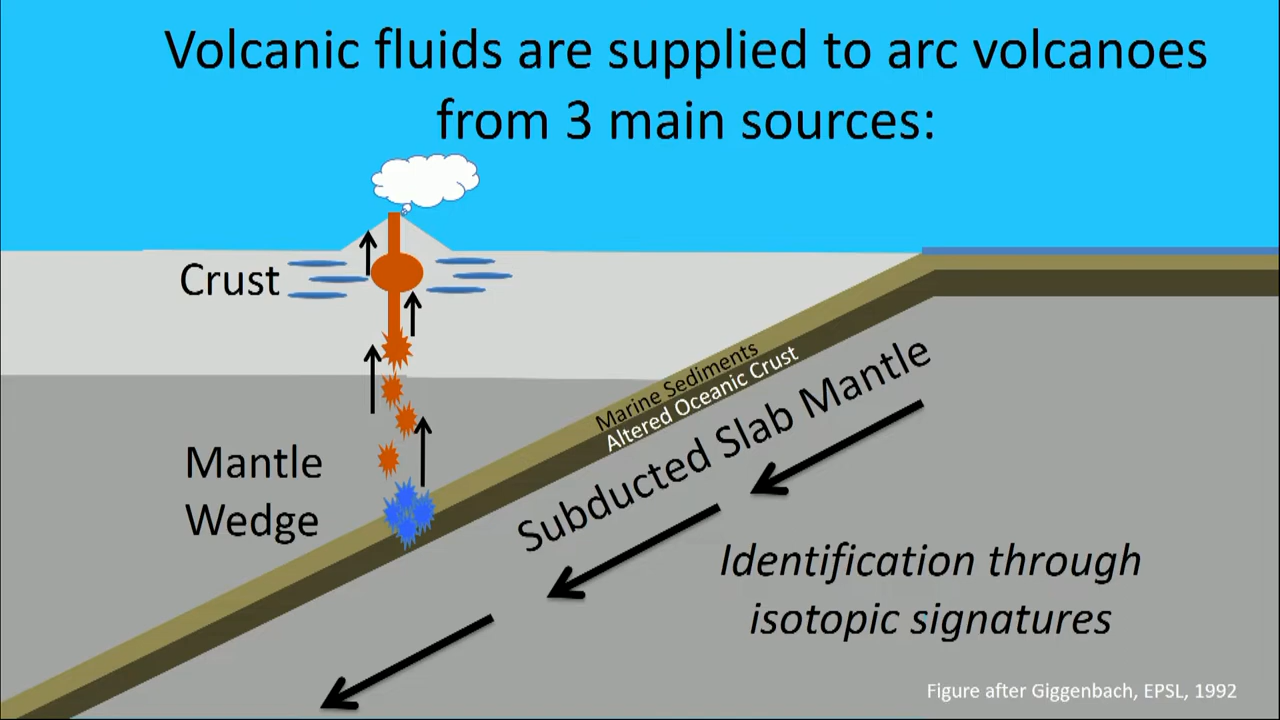 Volcanic fluids are supplied to arc volcanoes
from 3 main sources:
Crust
Marine Sediments
Altered Oceanic Crust
Subducted Slab Mantle
Mantle
Wedge
Identification through
isotopic signatures
Figure after Giggenbach, EPSL, 1992